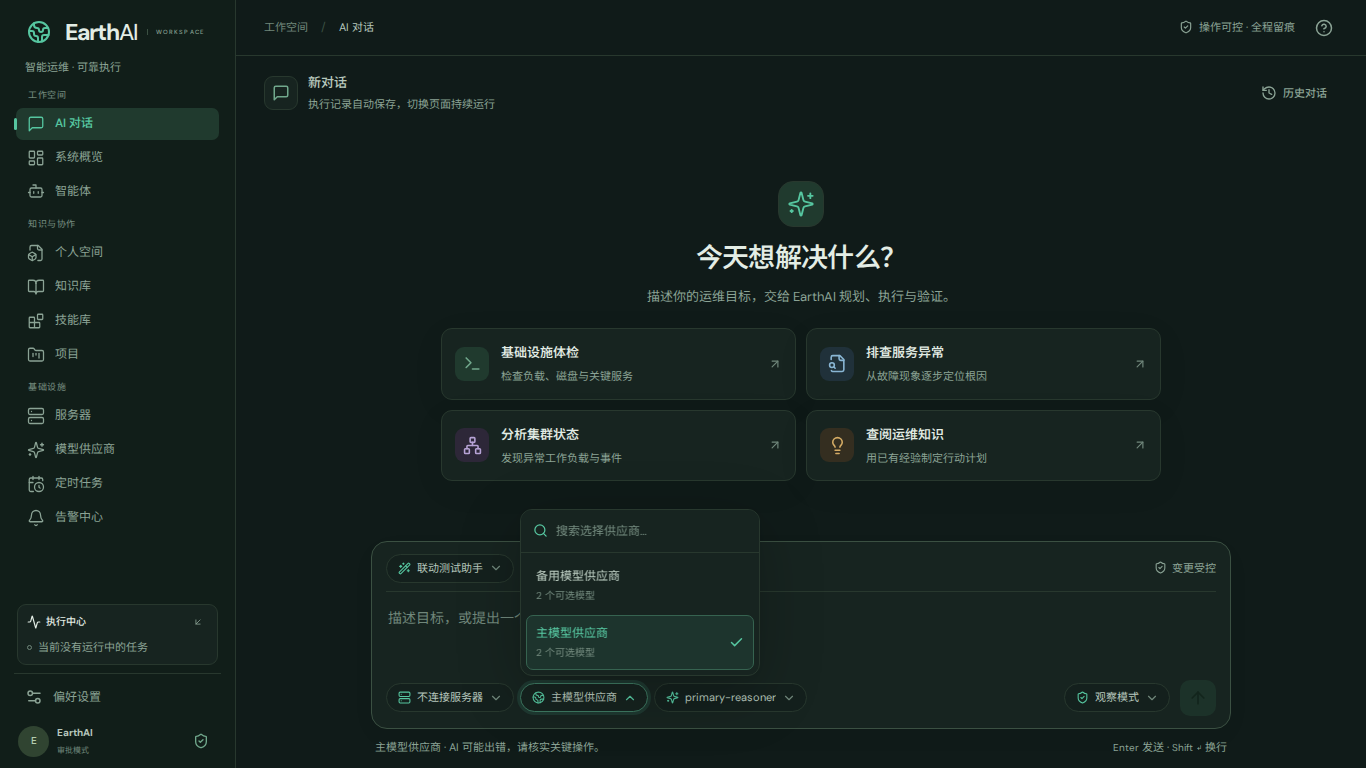 EarthAI WORKSPACE
智能运维 · 可靠执行
工作空间
AI 对话
系统概览
智能体
知识与协作
个人空间
知识库
技能库
项目
基础设施
服务器
模型供应商
定时任务
告警中心
执行中心
当前没有运行中的任务
偏好设置
E
EarthAI
审批模式
工作空间 / AI 对话
操作可控 · 全程留痕
新对话
执行记录自动保存，切换页面持续运行
历史对话
今天想解决什么？
描述你的运维目标，交给 EarthAI 规划、执行与验证。
基础设施体检
检查负载、磁盘与关键服务
排查服务异常
从故障现象逐步定位根因
分析集群状态
发现异常工作负载与事件
查阅运维知识
用已有经验制定行动计划
搜索选择供应商…
备用模型供应商
2 个可选模型
主模型供应商
2 个可选模型
联动测试助手
变更受控
描述目标，或提出一
不连接服务器
主模型供应商
primary-reasoner
观察模式
主模型供应商 · AI 可能出错，请核实关键操作。
Enter 发送 · Shift ↵ 换行